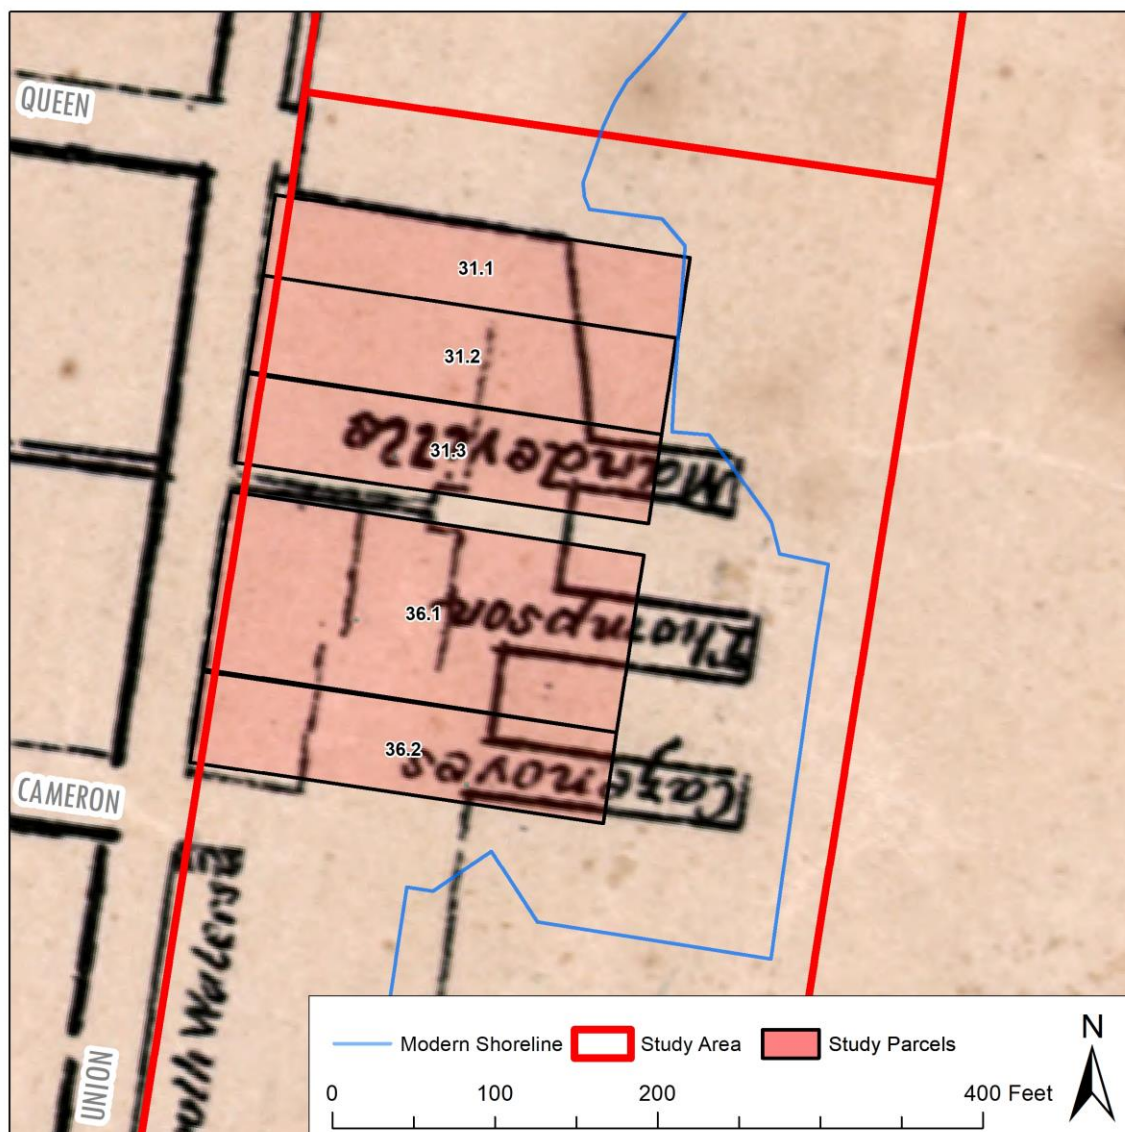 QUEEN
31.1
31.2
31.3
Mandeville
36.1
Thompson
36.2
Cazenoves
CAMERON
UNION
N
Modern Shoreline
Study Area
Study Parcels
0
100
200
400 Feet